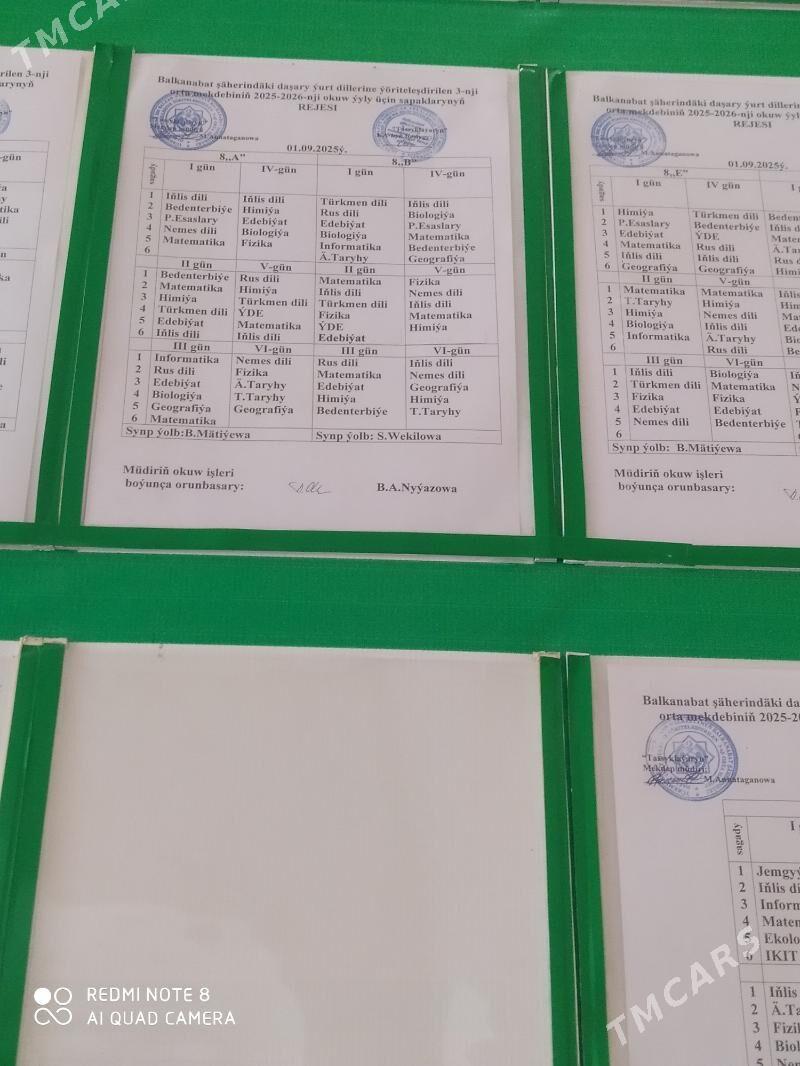 TMCARS
Balkanabat şäherindäki daşary ýurt dillerine ýöriteleşdirilen 3-nji
orta mekdebiniň 2025-2026-njy okuw ýyly üçin sapaklarynyň
REJESI
M.Annataganowa
01.09.2025ý.
8,,A" 8,,B"
I gün IV-gün I gün IV-gün
1 Iňlis dili Iňlis dili Türkmen dili Iňlis dili
2 Bedenterbiýe Himiýa Rus dili Biologiýa
3 P.Esaslary Edebiýat Edebiýat P.Esaslary
4 Nemes dili Biologiýa Biologiýa Matematika
5 Matematika Fizika Informatika Bedenterbiýe
6 Ä.Taryhy Geografiýa
II gün V-gün II gün V-gün
1 Bedenterbiýe Rus dili Matematika Fizika
2 Matematika Himiýa Iňlis dili Nemes dili
3 Himiýa Türkmen dili Türkmen dili Iňlis dili
4 Türkmen dili ÝDE Fizika Matematika
5 Edebiýat Matematika ÝDE Himiýa
6 Iňlis dili Iňlis dili Edebiýat
III gün VI-gün III gün VI-gün
1 Informatika Nemes dili Rus dili Iňlis dili
2 Rus dili Fizika Matematika Nemes dili
3 Edebiýat Ä.Taryhy Edebiýat Geografiýa
4 Biologiýa T.Taryhy Himiýa Himiýa
5 Geografiýa Geografiýa Bedenterbiýe T.Taryhy
6 Matematika
Synp ýolb:B.Mätiýewa Synp ýolb: S.Wekilowa
Müdiriň okuw işleri
boýunça orunbasary: B.A.Nyýazowa
Balkanabat şäherindäki daşary ýurt dillerine
orta mekdebiniň 2025-2026-njy okuw ýyly
REJESI
M.Annataganowa
01.09.2025ý.
8,,E"
I gün IV gün
1 Himiýa Türkmen dili
2 P.Esaslary Bedenterbiýe Iňlis
3 Edebiýat ÝDE
4 Matematika Rus dili
5 Iňlis dili Iňlis dili
6 Geografiýa Geografiýa
II gün V-gün
1 Matematika Matematika
2 T.Taryhy Himiýa
3 Himiýa Nemes dili
4 Biologiýa Iňlis dili
5 Informatika Ä.Taryhy
6 Rus dili
III gün VI-gün
1 Iňlis dili Biologiýa
2 Türkmen dili Matematika
3 Fizika Fizika
4 Edebiýat Edebiýat
5 Nemes dili Bedenterbiýe
6
Synp ýolb: B.Mätiýewa
Müdiriň okuw işleri
boýunça orunbasary:
Balkanabat şäherindäki
orta mekdebiniň 2025-
"Tassyklaýaryn"
Mekdep müdiri:
M.Annataganowa
sagady
1 Jemgyý
2 Iňlis di
3 Inform
4 Maten
5 Ekolo
6 IKIT
1 Iňlis
2 Ä.Ta
3 Fizi
4 Biol
5
REDMI NOTE 8
AI QUAD CAMERA
TMCARS